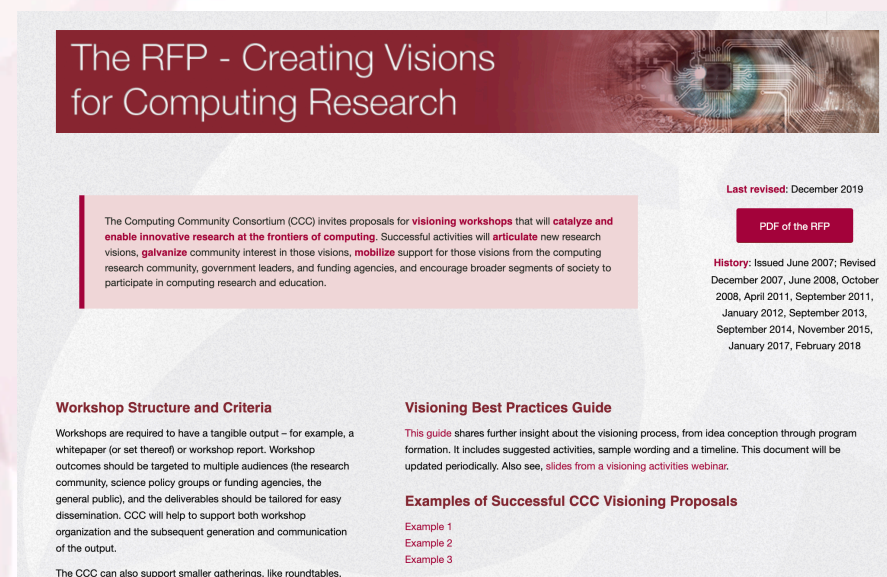 The RFP - Creating Visions
for Computing Research
The Computing Community Consortium (CCC) invites proposals for visioning workshops that will catalyze and
enable innovative research at the frontiers of computing. Successful activities will articulate new research
visions, galvanize community interest in those visions, mobilize support for those visions from the computing
research community, government leaders, and funding agencies, and encourage broader segments of society to
participate in computing research and education.
Last revised: December 2019
PDF of the RFP
History: Issued June 2007; Revised
December 2007, June 2008, October
2008, April 2011, September 2011,
January 2012, September 2013,
September 2014, November 2015,
January 2017, February 2018
Workshop Structure and Criteria
Workshops are required to have a tangible output – for example, a
whitepaper (or set thereof) or workshop report. Workshop
outcomes should be targeted to multiple audiences (the research
community, science policy groups or funding agencies, the
general public), and the deliverables should be tailored for easy
dissemination. CCC will help to support both workshop
organization and the subsequent generation and communication
of the output.
The CCC can also support smaller gatherings, like roundtables,
Visioning Best Practices Guide
This guide shares further insight about the visioning process, from idea conception through program
formation. It includes suggested activities, sample wording and a timeline. This document will be
updated periodically. Also see, slides from a visioning activities webinar.
Examples of Successful CCC Visioning Proposals
Example 1
Example 2
Example 3